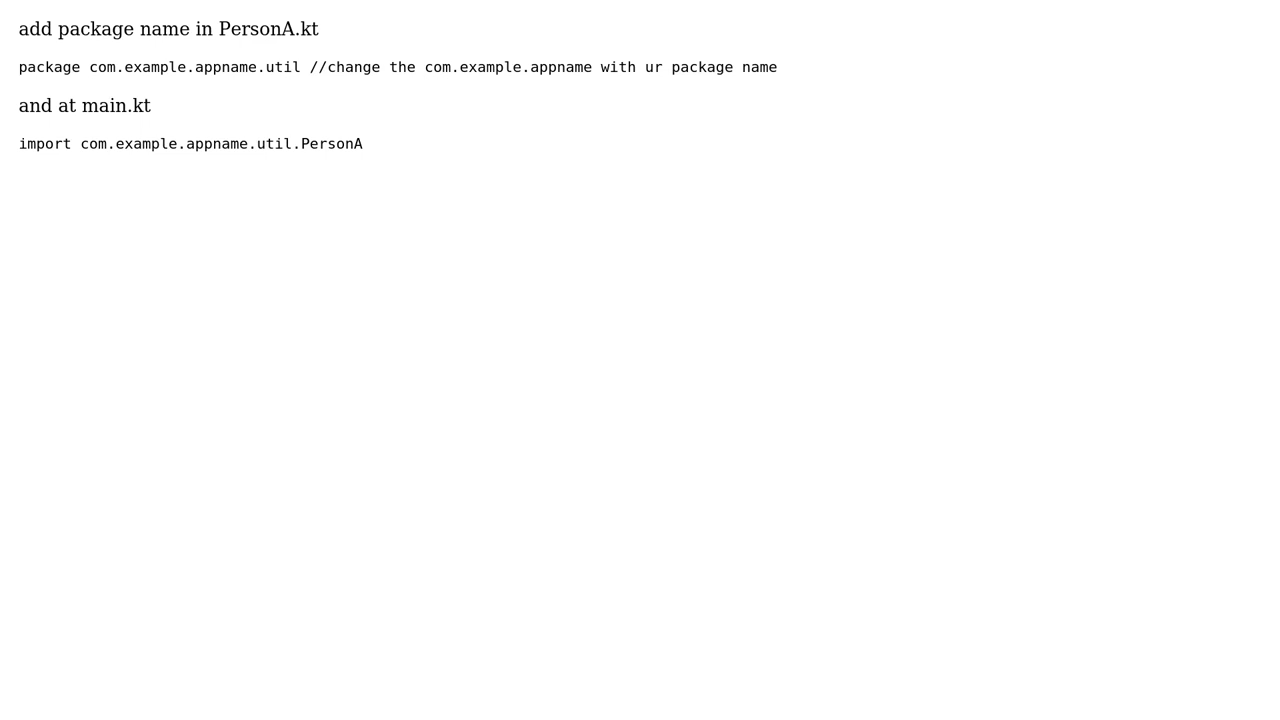 add package name in PersonA.kt
package com.example.appname.util //change the com.example.appname with ur package name
and at main.kt
import com.example.appname.util.PersonA